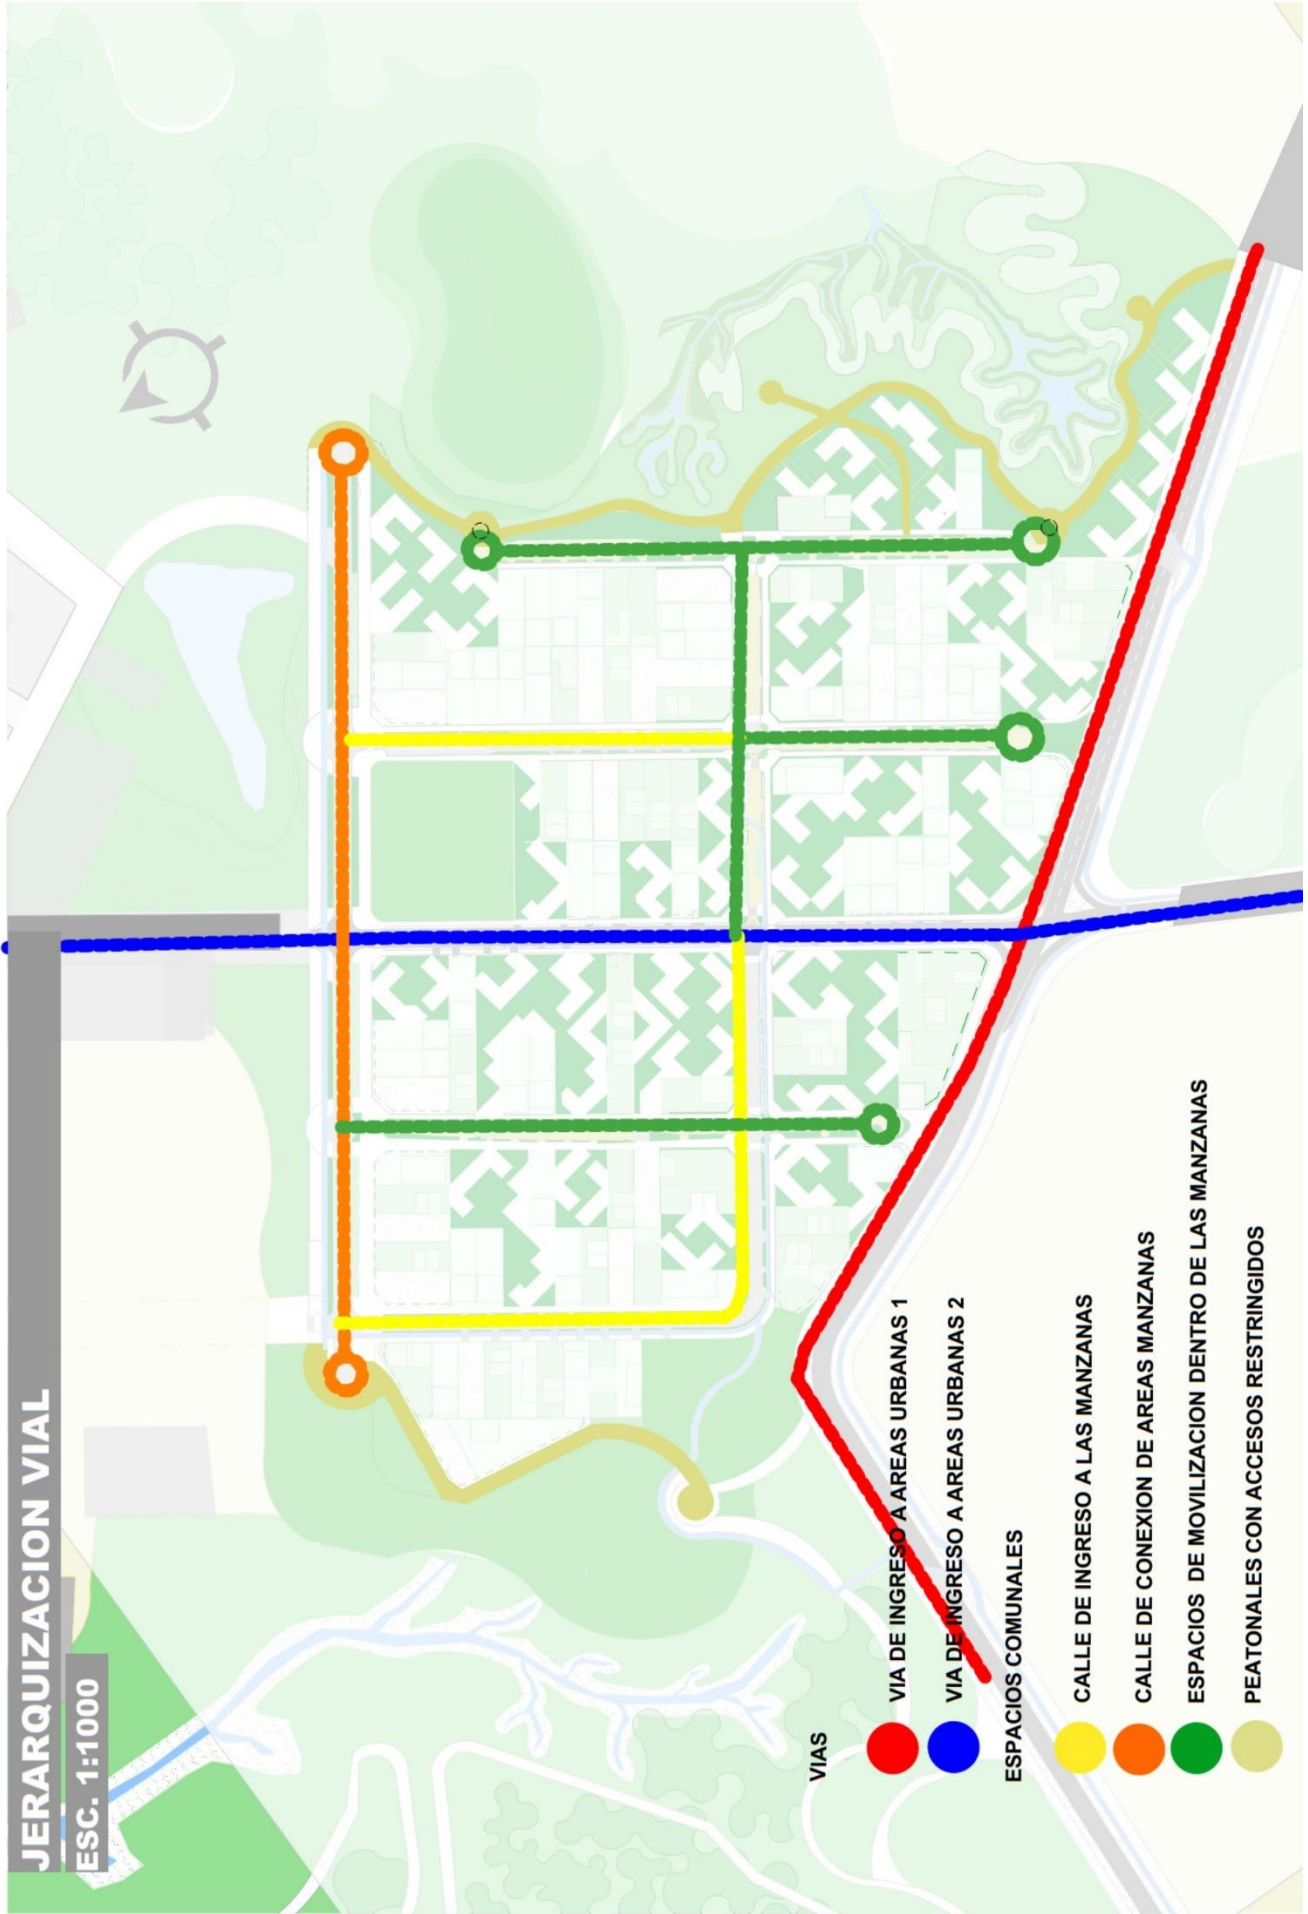 JERARQUIZACION VIAL
ESC. 1:1000
VIAS
VIA DE INGRESO A AREAS URBANAS 1
VIA DE INGRESO A AREAS URBANAS 2
ESPACIOS COMUNALES
CALLE DE INGRESO A LAS MANZANAS
CALLE DE CONEXION DE AREAS MANZANAS
ESPACIOS DE MOVILIZACION DENTRO DE LAS MANZANAS
PEATONALES CON ACCESOS RESTRINGIDOS